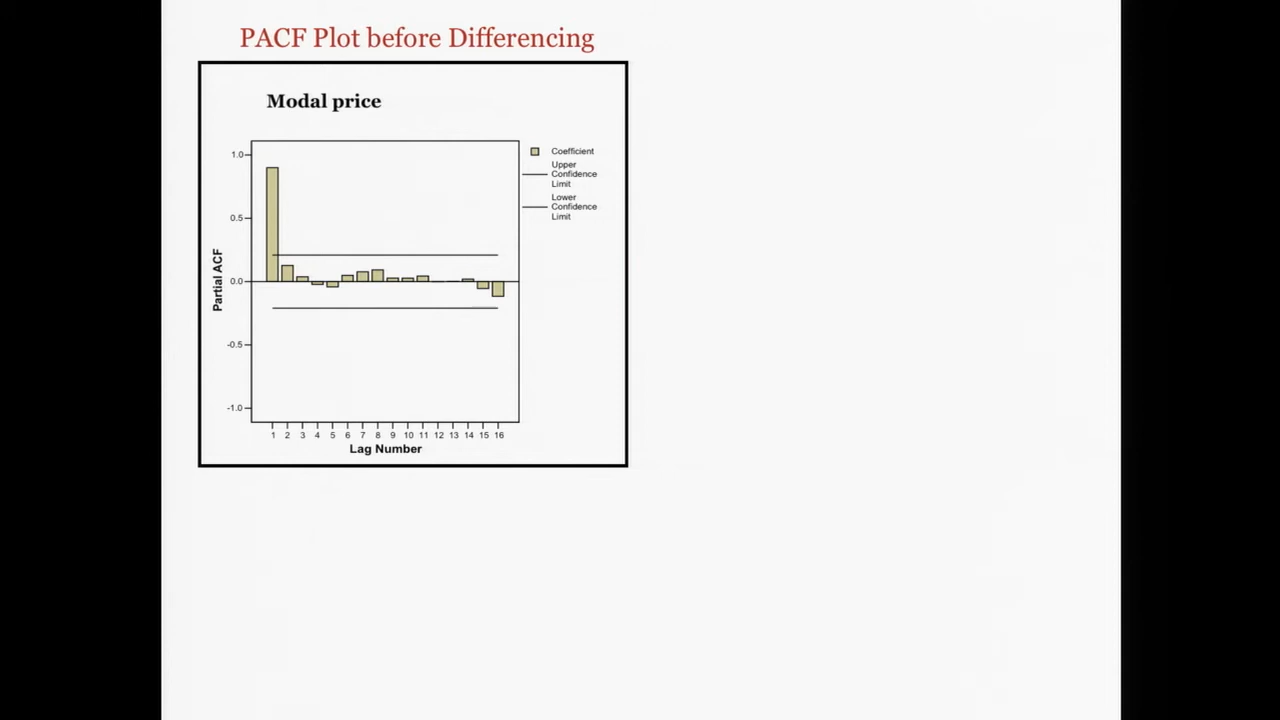 PACF Plot before Differencing
Modal price
Coefficient
Upper
Confidence
Limit
Lower
Confidence
Limit
Partial ACF
1.0
0.5
0.0
-0.5
-1.0
1 2 3 4 5 6 7 8 9 10 11 12 13 14 15 16
Lag Number